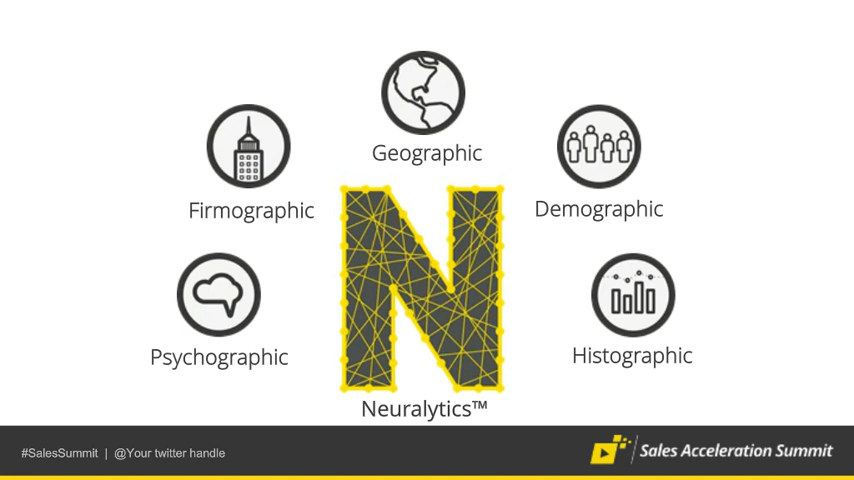 Geographic
Firmographic
Demographic
Psychographic
Histographic
N
Neuralytics™
#SalesSummit | @Your twitter handle
Sales Acceleration Summit